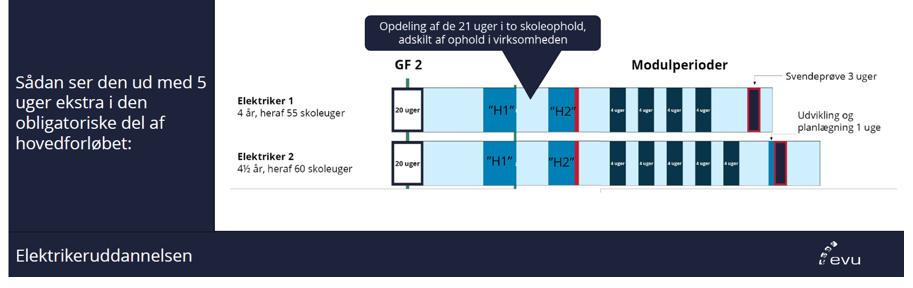 Opdeling af de 21 uger i to skoleophold,
adskilt af ophold i virksomheden
Sådan ser den ud med 5
uger ekstra i den
obligatoriske del af
hovedforløbet:
GF 2
Modulperioder
Svendeprøve 3 uger
Elektriker 1
4 år, heraf 55 skoleuger
20 uger
"H1"
"H2"
4 uger
4 uger
4 uger
4 uger
Udvikling og
planlægning 1 uge
Elektriker 2
4½ år, heraf 60 skoleuger
20 uger
"H1"
"H2"
4 uger
4 uger
4 uger
4 uger
4 uger
Elektrikeruddannelsen
evu